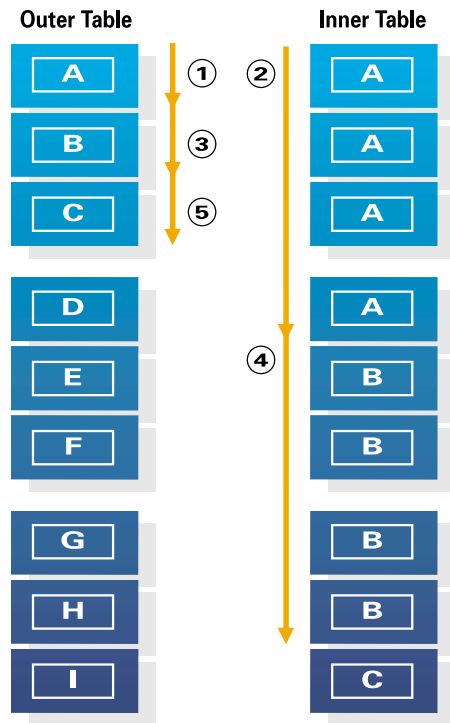 Outer Table Inner Table
A ① ② A
B ③ A
C ⑤ A
D A
④
E B
F B
G B
H B
I C